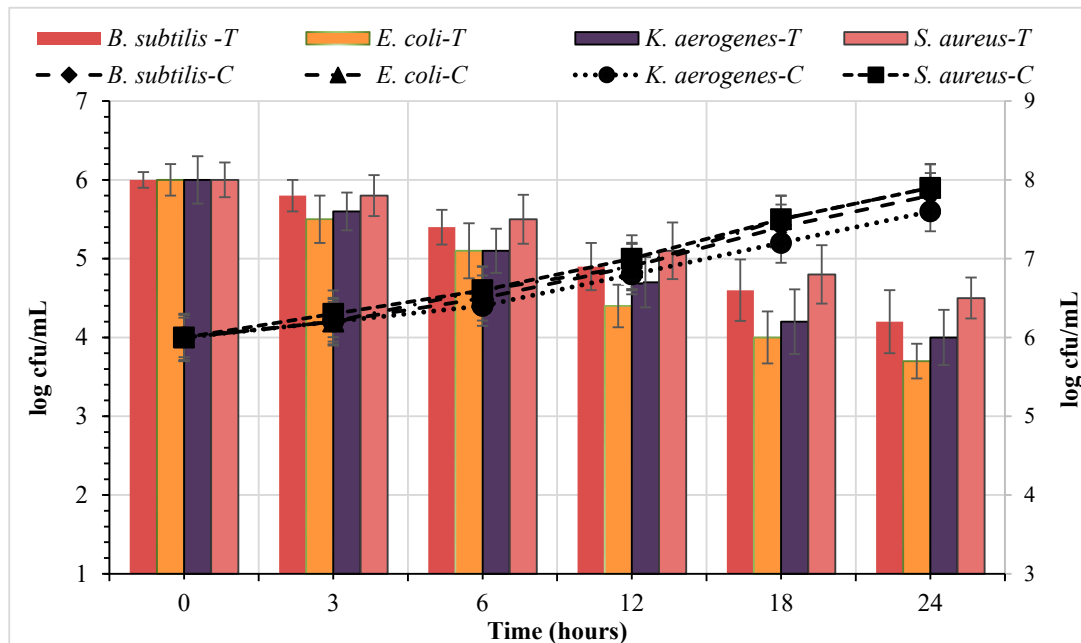 B. subtilis -T E. coli-T K. aerogenes-T S. aureus-T
B. subtilis-C E. coli-C K. aerogenes-C S. aureus-C
7 9
6 8
5 7
4 6
3 5
2 4
1 3
log cfu/mL
log cfu/mL
0 3 6 12 18 24
Time (hours)